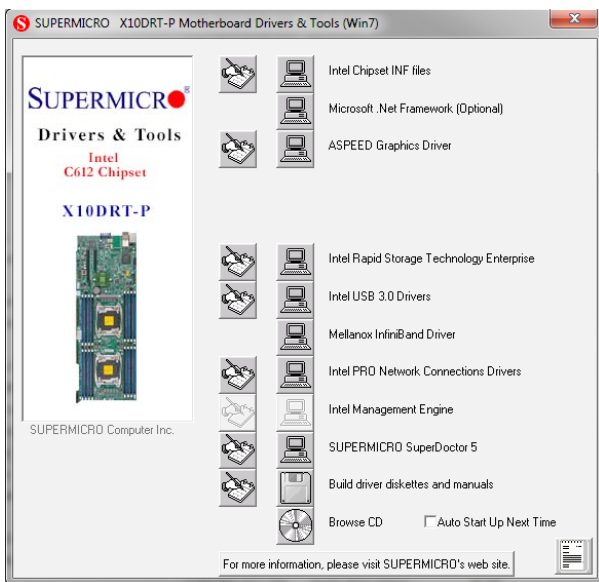 SUPERMICRO X10DRT-P Motherboard Drivers & Tools (Win7)
SUPERMICRO®
Drivers & Tools
Intel
C612 Chipset
X10DRT-P
SUPERMICRO Computer Inc.
Intel Chipset INF files
Microsoft .Net Framework (Optional)
ASPEED Graphics Driver
Intel Rapid Storage Technology Enterprise
Intel USB 3.0 Drivers
Mellanox InfiniBand Driver
Intel PRO Network Connections Drivers
Intel Management Engine
SUPERMICRO SuperDoctor 5
Build driver diskettes and manuals
Browse CD Auto Start Up Next Time
For more information, please visit SUPERMICRO's web site.